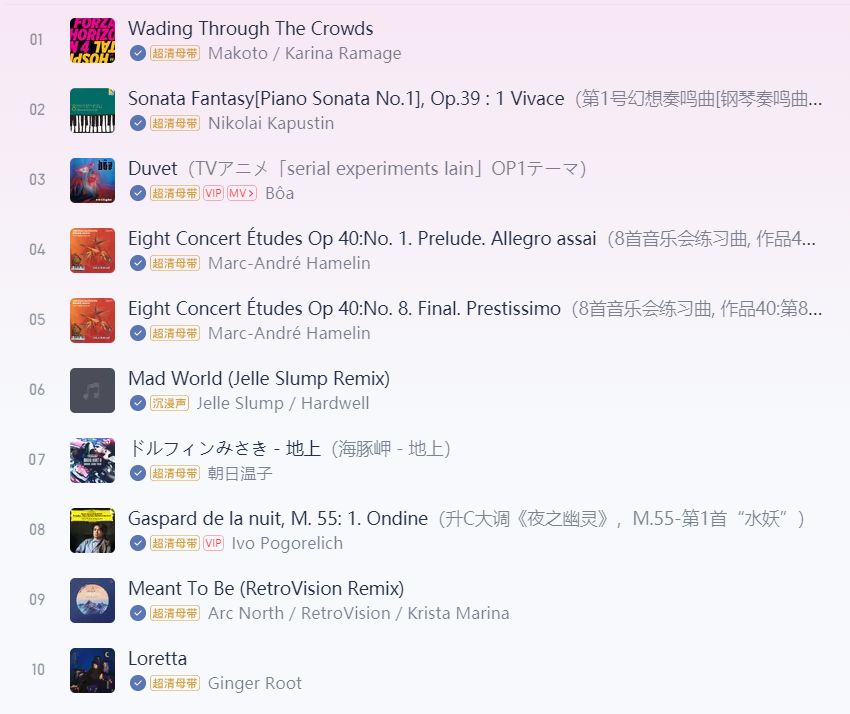 01
Wading Through The Crowds
超清母带 Makoto / Karina Ramage
02
Sonata Fantasy[Piano Sonata No.1], Op.39 : 1 Vivace（第1号幻想奏鸣曲[钢琴奏鸣曲...
超清母带 Nikolai Kapustin
03
Duvet（TVアニメ「serial experiments lain」OP1テーマ）
超清母带 VIP MV Bôa
04
Eight Concert Études Op 40:No. 1. Prelude. Allegro assai（8首音乐会练习曲, 作品4...
超清母带 Marc-André Hamelin
05
Eight Concert Études Op 40:No. 8. Final. Prestissimo（8首音乐会练习曲, 作品40:第8...
超清母带 Marc-André Hamelin
06
Mad World (Jelle Slump Remix)
沉浸声 Jelle Slump / Hardwell
07
ドルフィンみさき - 地上（海豚岬 - 地上）
超清母带 朝日温子
08
Gaspard de la nuit, M. 55: 1. Ondine（升C大调《夜之幽灵》，M.55-第1首“水妖”）
超清母带 VIP Ivo Pogorelich
09
Meant To Be (RetroVision Remix)
超清母带 Arc North / RetroVision / Krista Marina
10
Loretta
超清母带 Ginger Root